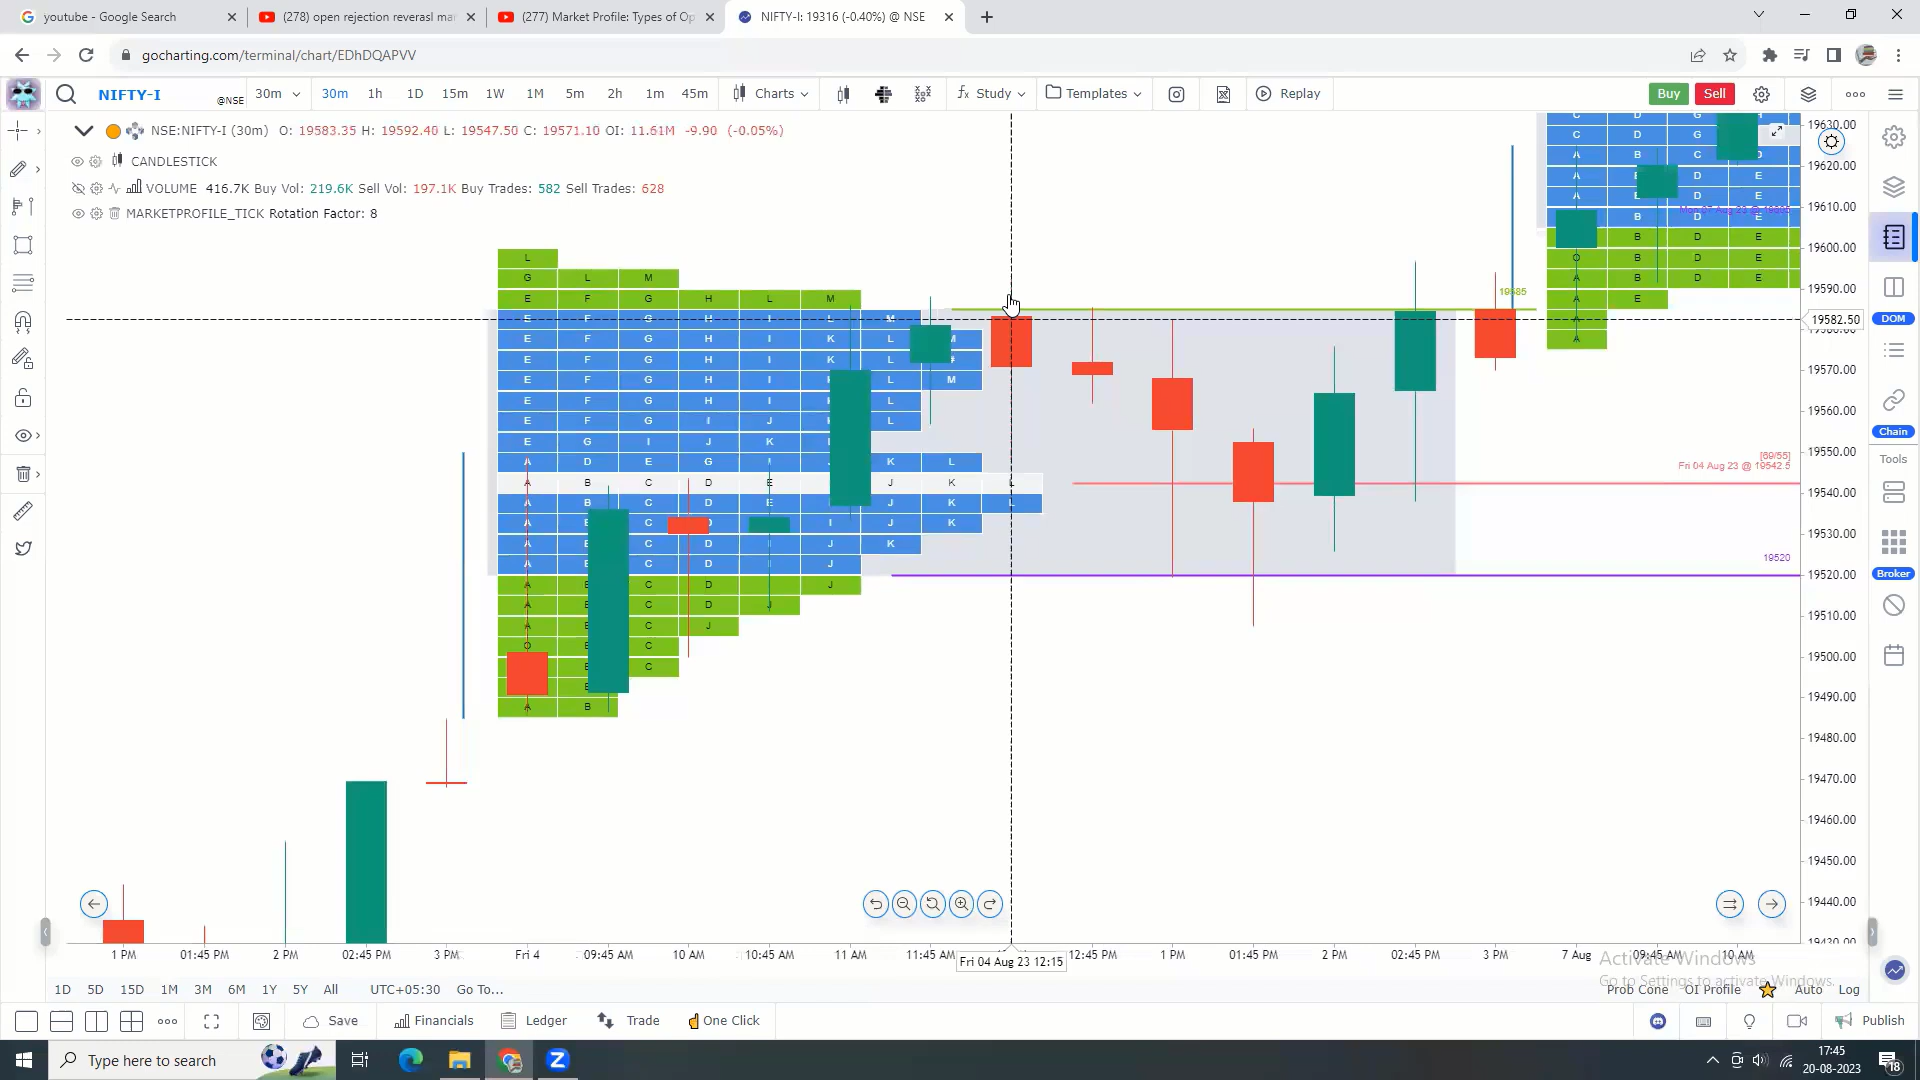 youtube - Google Search
(278) open rejection reverasl mar
(277) Market Profile: Types of Op
NIFTY-I: 19316 (-0.40%) @ NSE
gocharting.com/terminal/chart/EDhDQAPVV
NIFTY-I @NSE 30m 30m 1h 1D 15m 1W 1M 5m 2h 1m 45m Charts Study Templates Replay Buy Sell
NSE:NIFTY-I (30m) O: 19583.35 H: 19592.40 L: 19547.50 C: 19571.10 OI: 11.61M -9.90 (-0.05%)
CANDLESTICK
VOLUME 416.7K Buy Vol: 219.6K Sell Vol: 197.1K Buy Trades: 582 Sell Trades: 628
MARKETPROFILE_TICK Rotation Factor: 8
L
G L M
E F G H L M
E F G H I L M
E F G H I K L M
E F G H I K L #
E F G H I L M
E F G H I L
E F G I J L
E G I J K
A D E G I K L
A B C D E J K L
A B C D E J K L
A C I J K
A C D J K
A C D J
A C D J
A C D J
A C D J
O C
C
A B
C D G
C D G
A B C D
A D E
A D E
B D E
B D E
O B D E
A B B D E
A E
A
A
A
Mon 07 Aug 23 @ 19605
19585
[69/55]
Fri 04 Aug 23 @ 19542.5
19520
19630.00
19620.00
19610.00
19600.00
19590.00
19582.50
19570.00
19560.00
19550.00
19540.00
19530.00
19520.00
19510.00
19500.00
19490.00
19480.00
19470.00
19460.00
19450.00
19440.00
19430.00
DOM
Chain
Tools
Broker
1 PM 01:45 PM 2 PM 02:45 PM 3 PM Fri 4 09:45 AM 10 AM 10:45 AM 11 AM 11:45 AM Fri 04 Aug 23 12:15 12:45 PM 1 PM 01:45 PM 2 PM 02:45 PM 3 PM 7 Aug 09:45 AM 10 AM
Activate Windows
Go to Settings to activate Windows.
1D 5D 15D 1M 3M 6M 1Y 5Y All UTC+05:30 Go To... Prob Cone OI Profile Auto Log
Save Financials Ledger Trade One Click Publish
Type here to search
17:45
20-08-2023
18